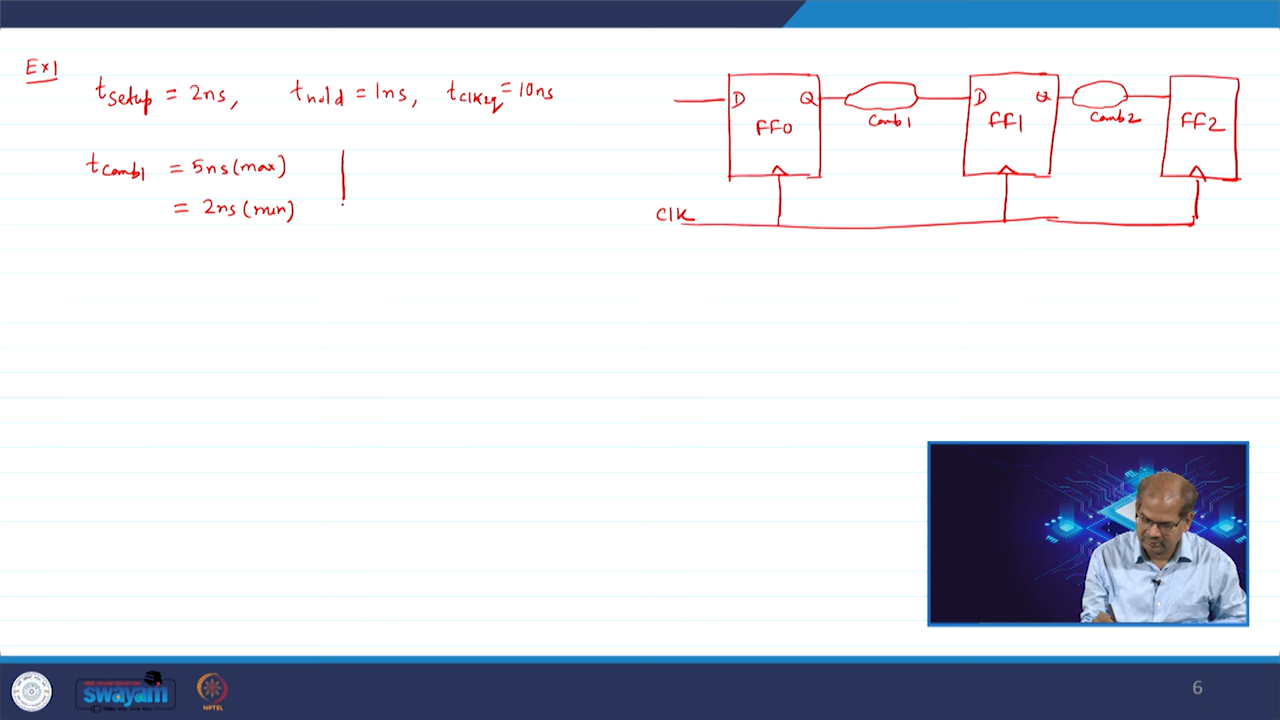 Ex1
tsetup = 2ns, thold = 1ns, tclk2q = 10ns
tcomb1 = 5ns (max)
= 2ns (min)
D Q Comb1 D Q Comb2
FF0 FF1 FF2
Clk
6
swayam
NPTEL